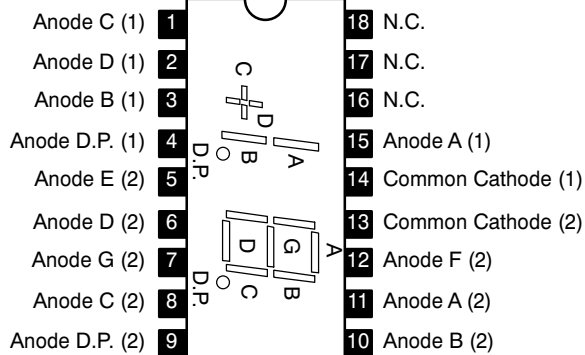 Anode C (1) 1 18 N.C.
Anode D (1) 2 17 N.C.
Anode B (1) 3 16 N.C.
Anode D.P. (1) 4 15 Anode A (1)
Anode E (2) 5 14 Common Cathode (1)
Anode D (2) 6 13 Common Cathode (2)
Anode G (2) 7 12 Anode F (2)
Anode C (2) 8 11 Anode A (2)
Anode D.P. (2) 9 10 Anode B (2)
C
D
D.P.
B
A
D
G
A
D.P.
C
B